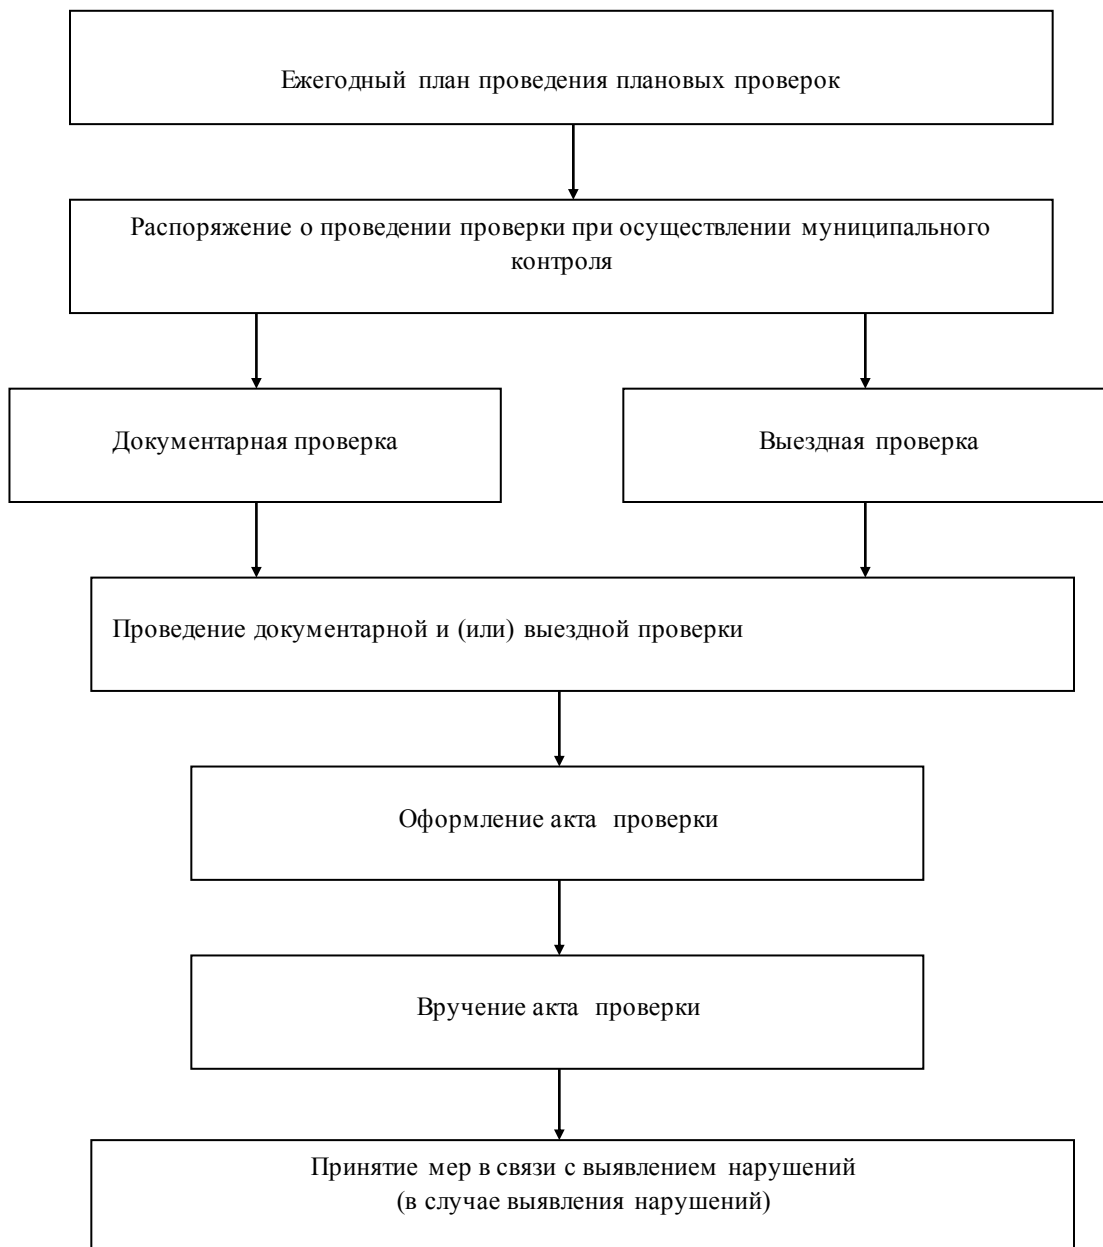 Ежегодный план проведения плановых проверок
Распоряжение о проведении проверки при осуществлении муниципального
контроля
Документарная проверка
Выездная проверка
Проведение документарной и (или) выездной проверки
Оформление акта проверки
Вручение акта проверки
Принятие мер в связи с выявлением нарушений
(в случае выявления нарушений)